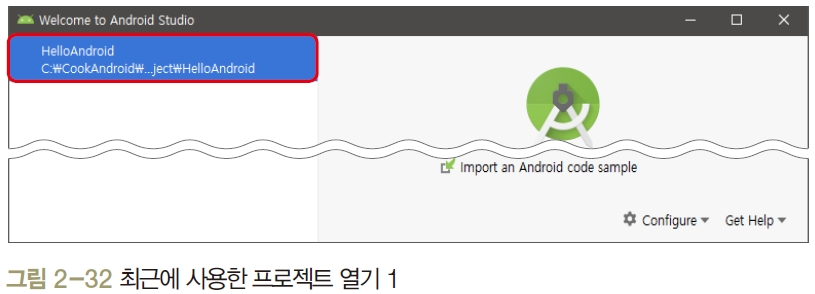 Welcome to Android Studio
HelloAndroid
C:₩CookAndroid₩...ject₩HelloAndroid
Import an Android code sample
Configure
Get Help
그림 2-32 최근에 사용한 프로젝트 열기 1